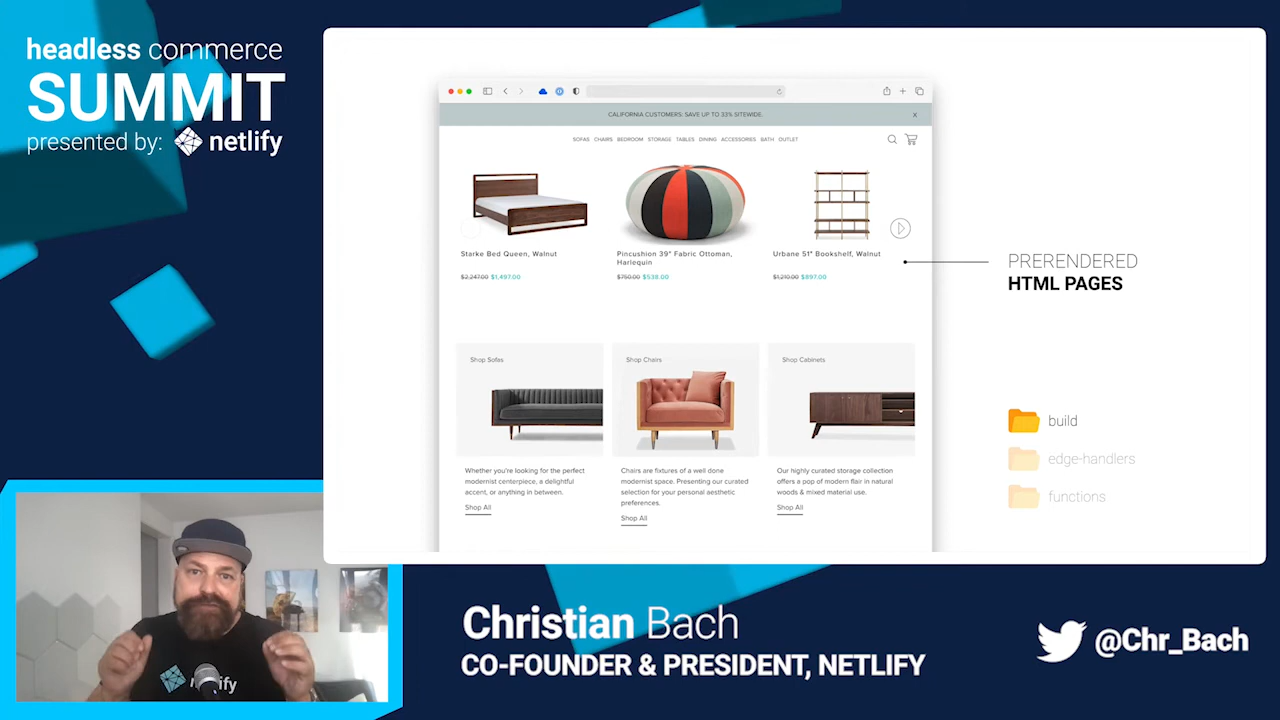 headless commerce
SUMMIT
presented by: netlify
CALIFORNIA CUSTOMERS: SAVE UP TO 33% SITEWIDE.
X
SOFAS CHAIRS BEDROOM STORAGE TABLES DINING ACCESSORIES BATH OUTLET
Starke Bed Queen, Walnut
$2,247.00 $1,497.00
Pincushion 39" Fabric Ottoman,
Harlequin
$750.00 $538.00
Urbane 51" Bookshelf, Walnut
$1,210.00 $897.00
PRERENDERED
HTML PAGES
Shop Sofas
Whether you're looking for the perfect
modernist centerpiece, a delightful
accent, or anything in between.
Shop All
Shop Chairs
Chairs are fixtures of a well done
modernist space. Presenting our curated
selection for your personal aesthetic
preferences.
Shop All
Shop Cabinets
Our highly curated storage collection
offers a pop of modern flair in natural
woods & mixed material use.
Shop All
build
edge-handlers
functions
Christian Bach
CO-FOUNDER & PRESIDENT, NETLIFY
@Chr_Bach